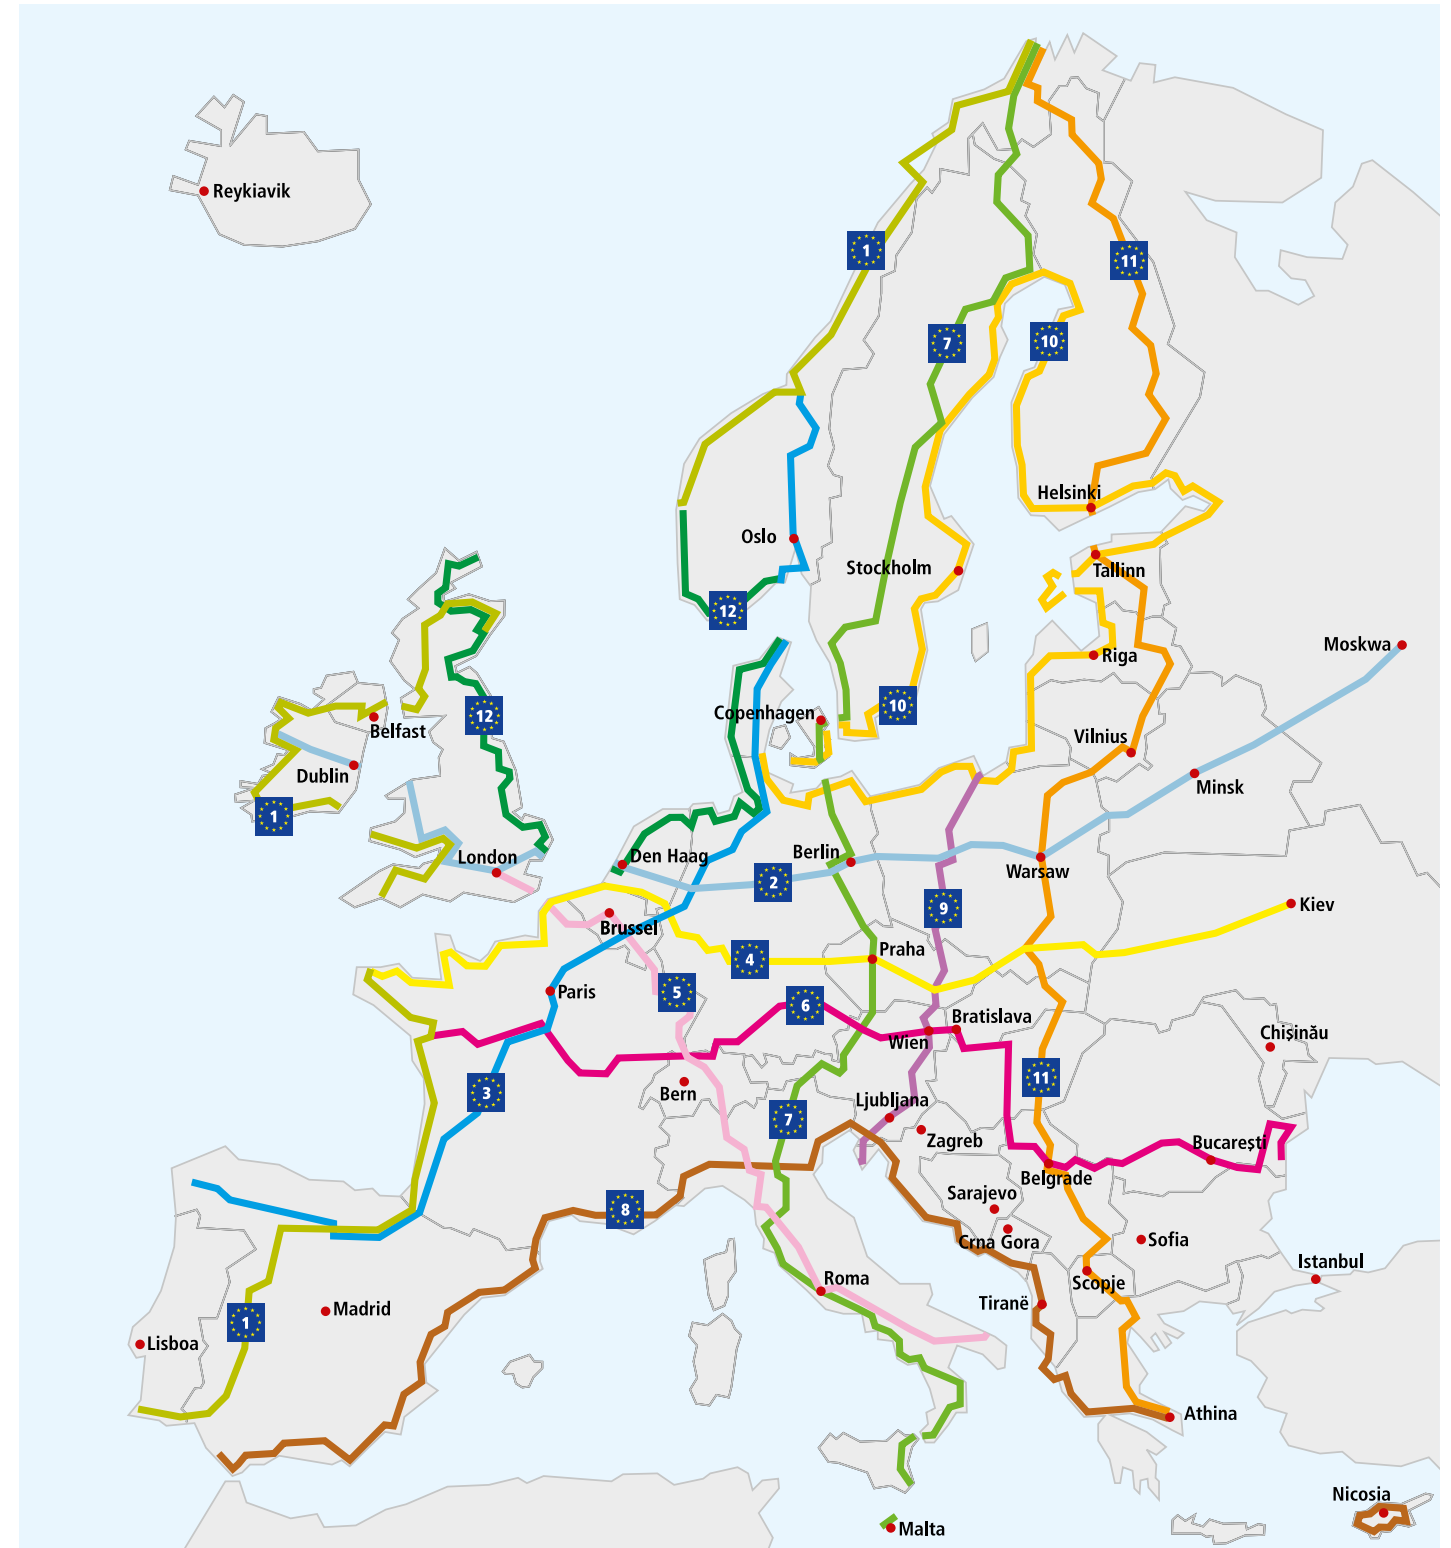 Reykiavik
1
11
7
10
Helsinki
Oslo
Stockholm
Tallinn
12
Moskwa
Riga
10
Copenhagen
12
Belfast
Vilnius
Dublin
Minsk
1
London
Den Haag
Berlin
Warsaw
2
9
Kiev
Brussel
Praha
4
Paris
5
6
Bratislava
Wien
Chișinău
11
3
Bern
Ljubljana
7
Zagreb
București
Belgrade
Sarajevo
8
Crna Gora
Sofia
Istanbul
Roma
Scopje
Tiranë
Madrid
1
Lisboa
Athina
Nicosia
Malta